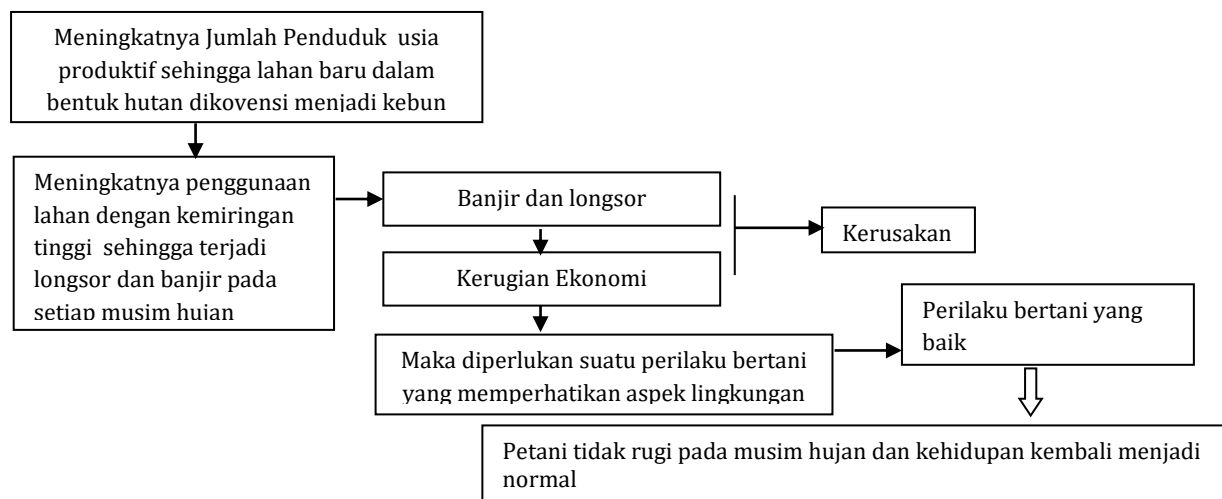 Meningkatnya Jumlah Penduduk usia
produktif sehingga lahan baru dalam
bentuk hutan dikovensi menjadi kebun
Meningkatnya penggunaan
lahan dengan kemiringan
tinggi sehingga terjadi
longsor dan banjir pada
setiap musim hujan
Banjir dan longsor
Kerusakan
Kerugian Ekonomi
Perilaku bertani yang
baik
Maka diperlukan suatu perilaku bertani
yang memperhatikan aspek lingkungan
Petani tidak rugi pada musim hujan dan kehidupan kembali menjadi
normal